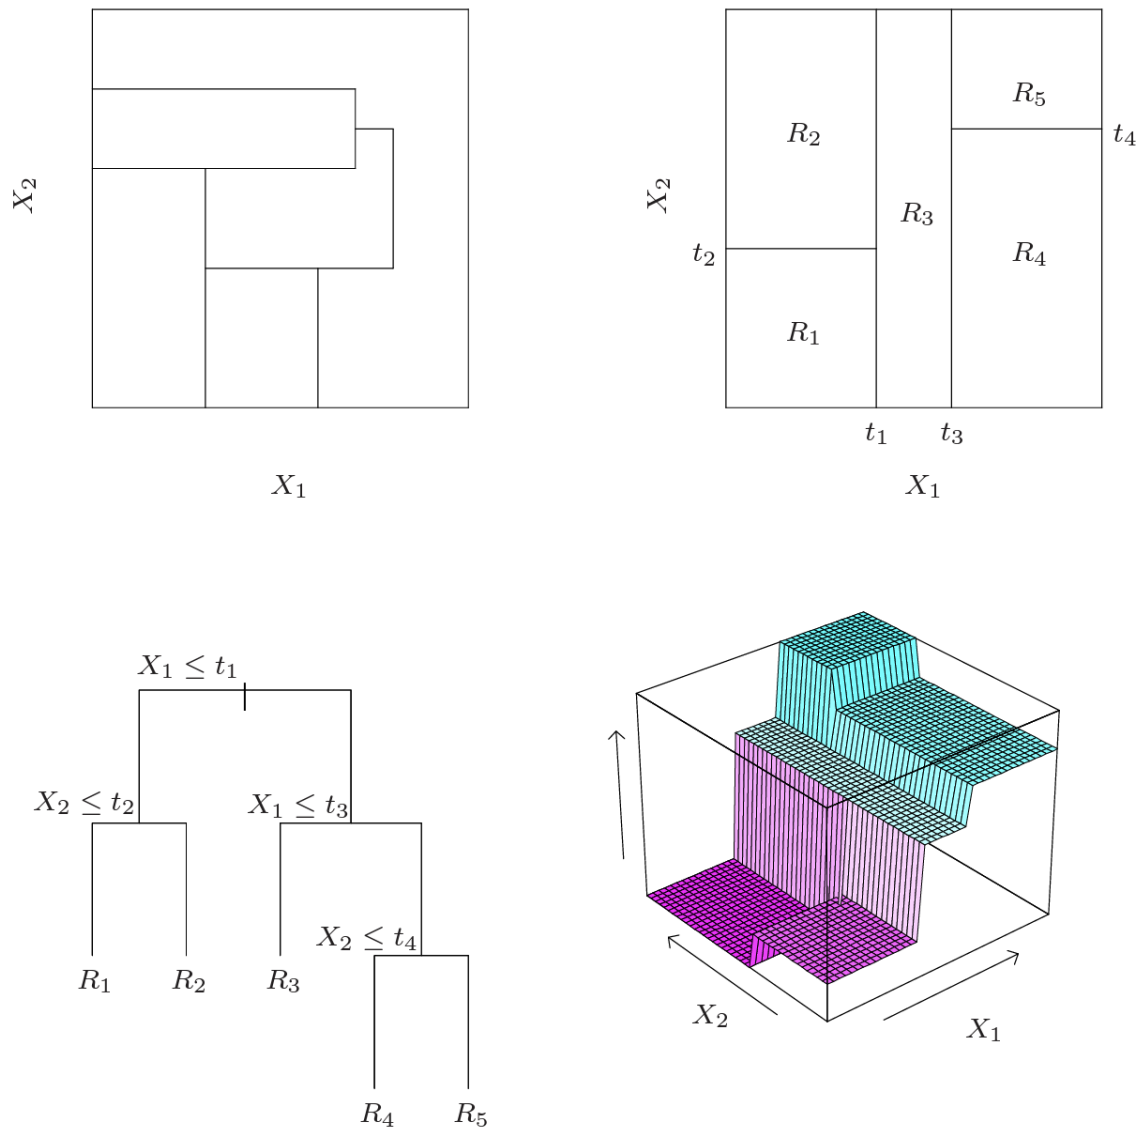 X₂
X₁
R₅
R₂
t₄
X₂
R₃
t₂
R₄
R₁
t₁
t₃
X₁
X₁ ≤ t₁
X₂ ≤ t₂
X₁ ≤ t₃
X₂ ≤ t₄
R₁
R₂
R₃
R₄
R₅
X₂
X₁